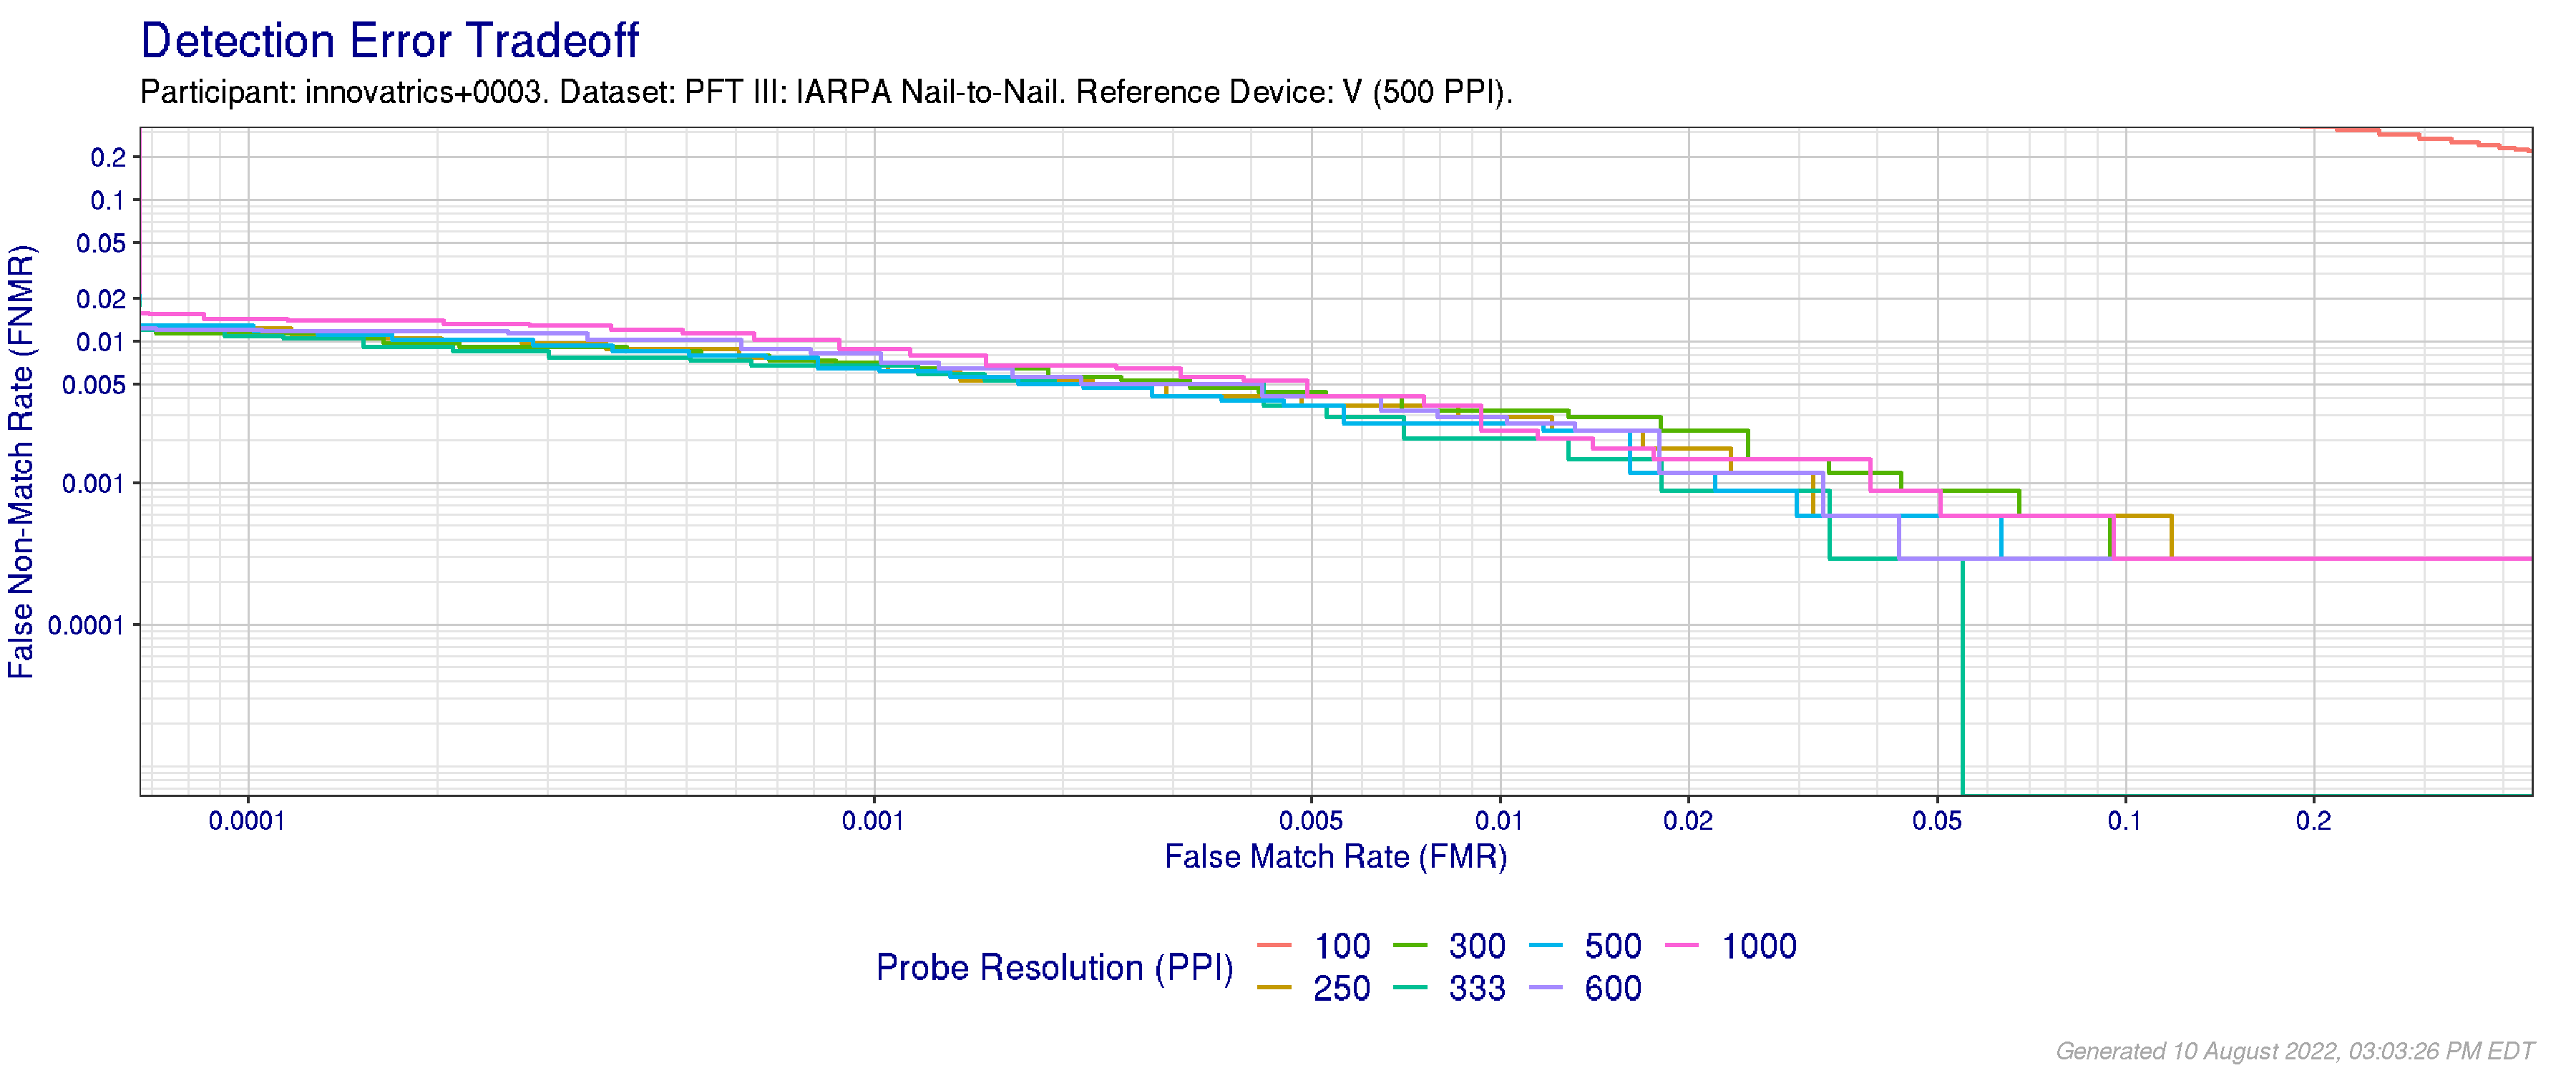 Detection Error Tradeoff
Participant: innovatrics+0003. Dataset: PFT III: IARPA Nail-to-Nail. Reference Device: V (500 PPI).
False Non-Match Rate (FNMR)
0.2
0.1
0.05
0.02
0.01
0.005
0.001
0.0001
0.0001 0.001 0.005 0.01 0.02 0.05 0.1 0.2
False Match Rate (FMR)
Probe Resolution (PPI)
100 300 500 1000
250 333 600
Generated 10 August 2022, 03:03:26 PM EDT